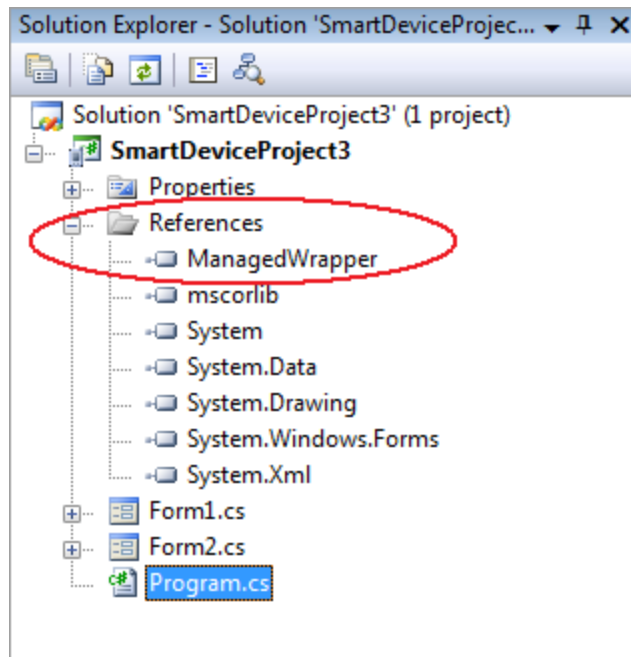 Solution Explorer - Solution 'SmartDeviceProjec...
Solution 'SmartDeviceProject3' (1 project)
SmartDeviceProject3
Properties
References
ManagedWrapper
mscorlib
System
System.Data
System.Drawing
System.Windows.Forms
System.Xml
Form1.cs
Form2.cs
Program.cs